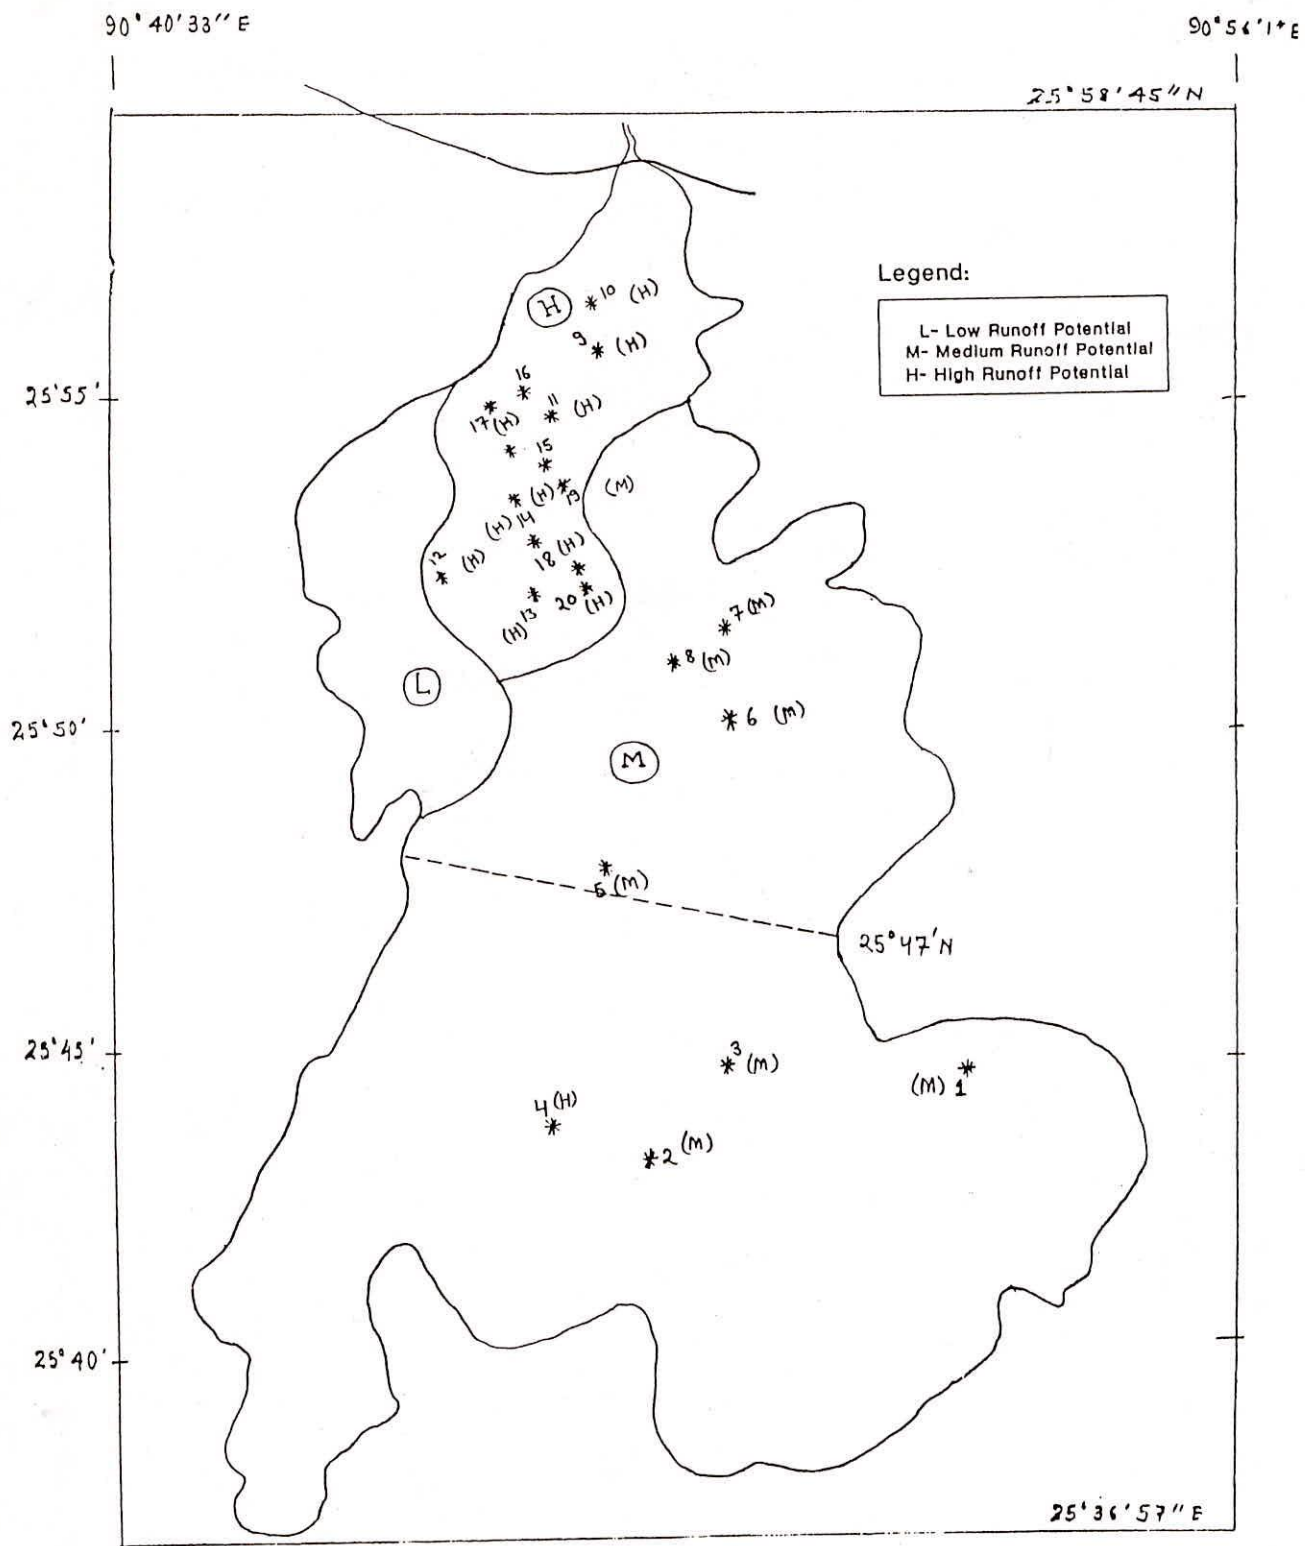 90°40'33" E
90°56'1" E
25°58'45" N
Legend:
L- Low Runoff Potential
M- Medium Runoff Potential
H- High Runoff Potential
H
10 (H)
9 (H)
16
25°55'
11 (H)
17 (H)
15
(H) 19 (M)
(H) 14
12 (H)
18 (H)
20 (H)
(H) 13
7 (M)
8 (M)
L
6 (M)
25°50'
M
5 (M)
25°47'N
25°45'
3 (M)
(M) 1
4 (H)
2 (M)
25°40'
25°36'57" E